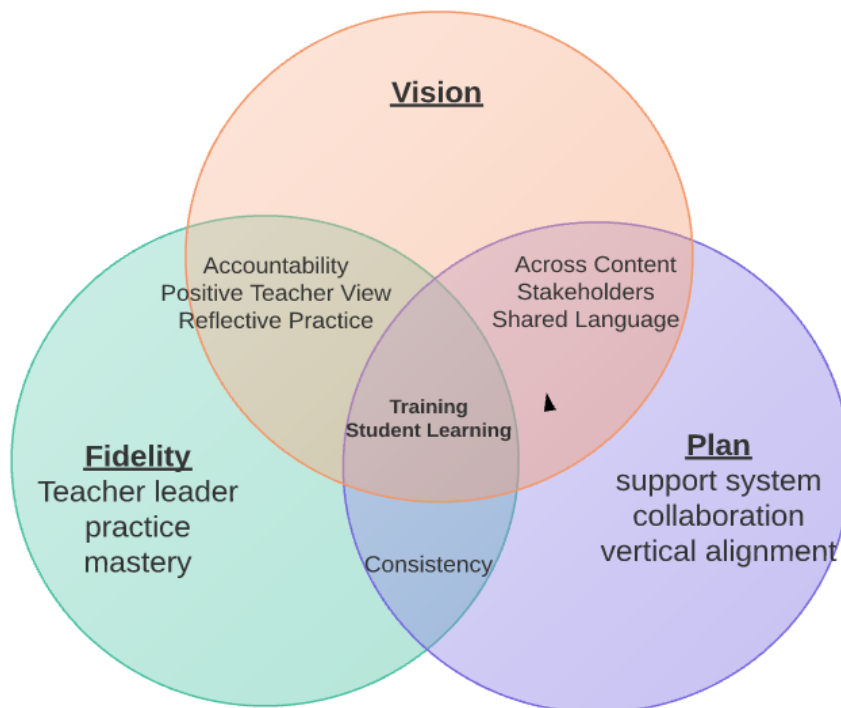 Vision
Accountability
Positive Teacher View
Reflective Practice
Across Content
Stakeholders
Shared Language
Training
Student Learning
Fidelity
Teacher leader
practice
mastery
Plan
support system
collaboration
vertical alignment
Consistency